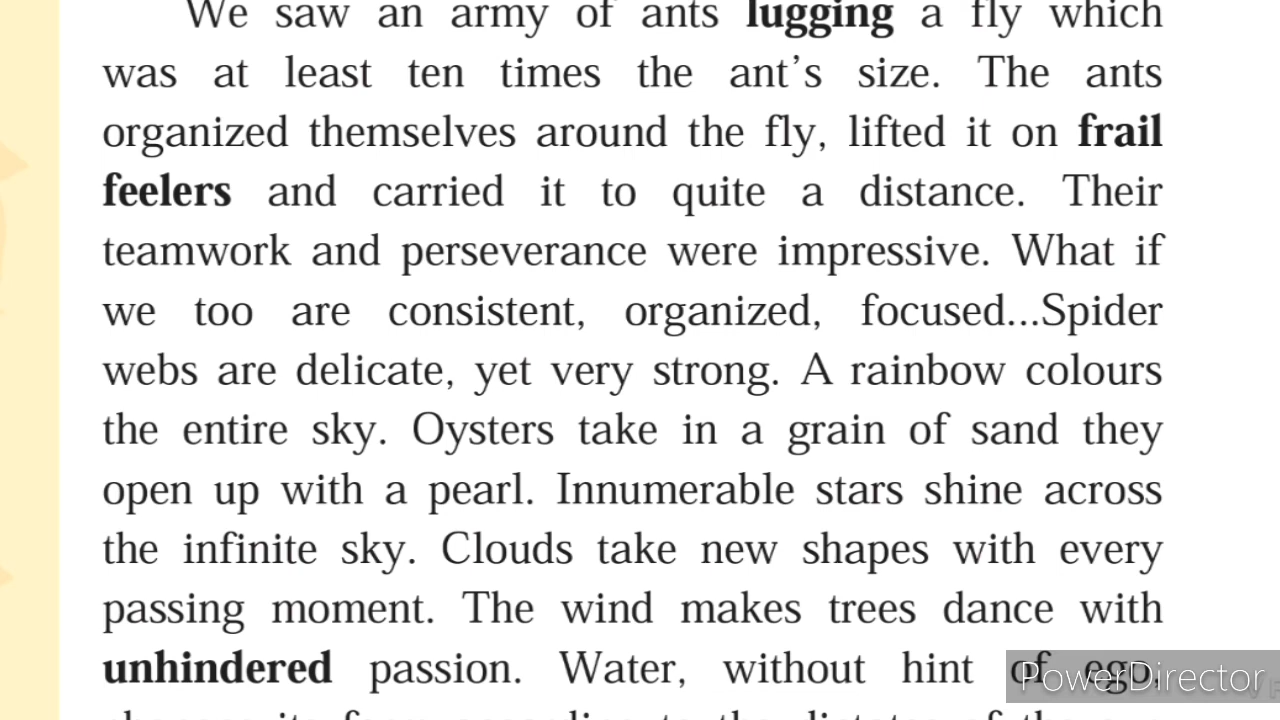 We saw an army of ants lugging a fly which
was at least ten times the ant's size. The ants
organized themselves around the fly, lifted it on frail
feelers and carried it to quite a distance. Their
teamwork and perseverance were impressive. What if
we too are consistent, organized, focused...Spider
webs are delicate, yet very strong. A rainbow colours
the entire sky. Oysters take in a grain of sand they
open up with a pearl. Innumerable stars shine across
the infinite sky. Clouds take new shapes with every
passing moment. The wind makes trees dance with
unhindered passion. Water, without hint of ego,
PowerDirector